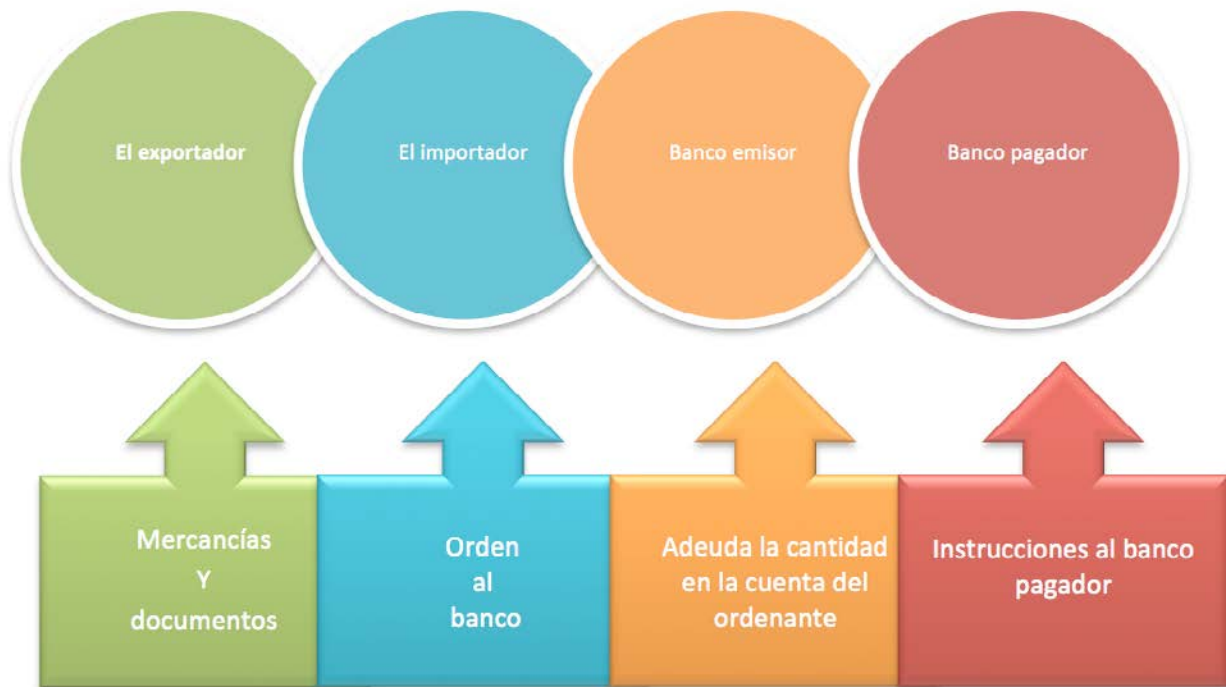 El exportador
El importador
Banco emisor
Banco pagador
Mercancías
Y
documentos
Orden
al
banco
Adeuda la cantidad
en la cuenta del
ordenante
Instrucciones al banco
pagador